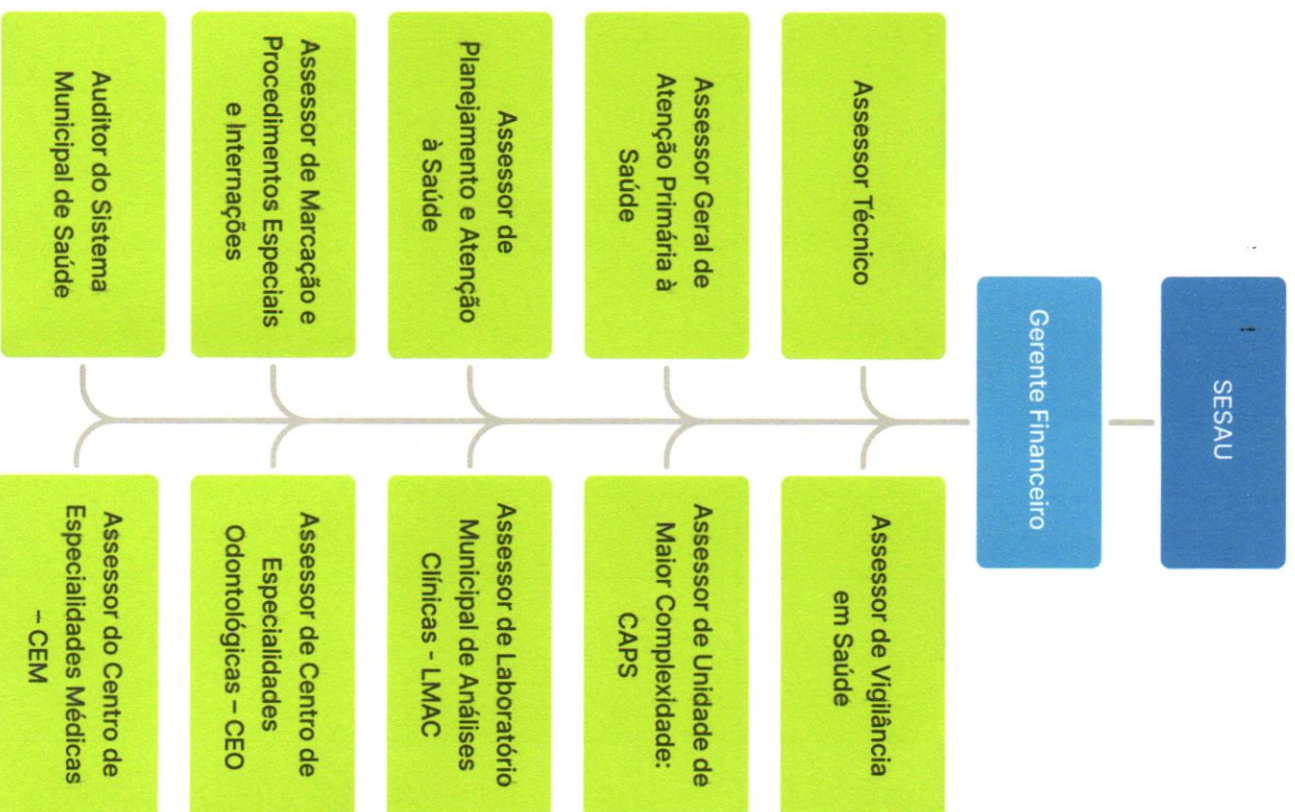 SESAU
Gerente Financeiro
Assessor Técnico
Assessor de Vigilância
em Saúde
Assessor Geral de
Atenção Primária à
Saúde
Assessor de Unidade de
Maior Complexidade:
CAPS
Assessor de
Planejamento e Atenção
à Saúde
Assessor de Laboratório
Municipal de Análises
Clínicas - LMAC
Assessor de Marcação e
Procedimentos Especiais
e Internações
Assessor de Centro de
Especialidades
Odontológicas – CEO
Auditor do Sistema
Municipal de Saúde
Assessor do Centro de
Especialidades Médicas
– CEM